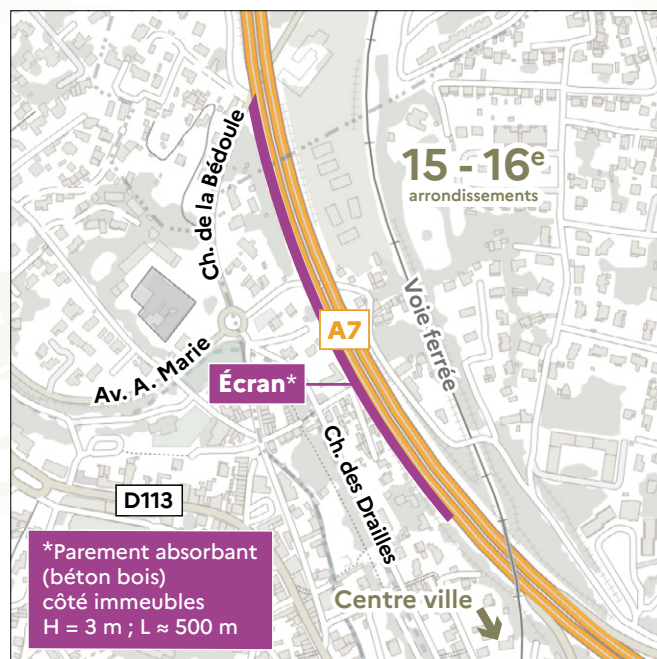 15 - 16e
arrondissements
Ch. de la Bédoule
Voie ferrée
A7
Av. A. Marie
Écran*
Ch. des Drailles
D113
*Parement absorbant
(béton bois)
côté immeubles
H = 3 m ; L ≈ 500 m
Centre ville